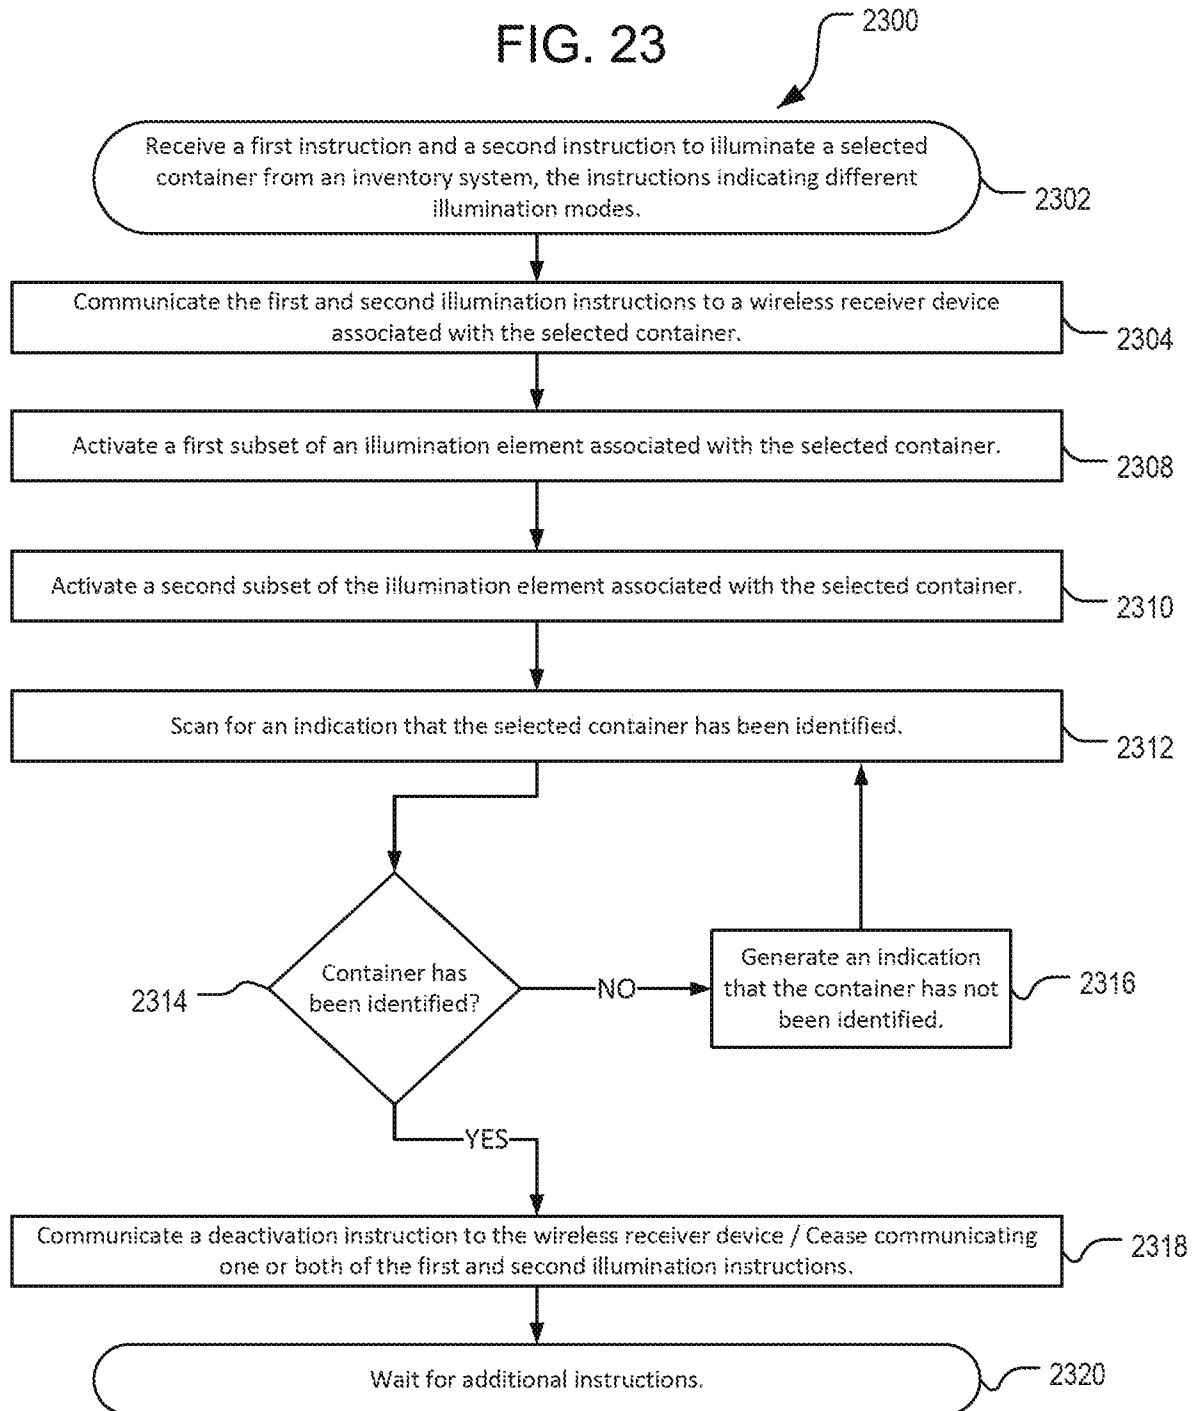 FIG. 23
2300
Receive a first instruction and a second instruction to illuminate a selected
container from an inventory system, the instructions indicating different
illumination modes.
2302
Communicate the first and second illumination instructions to a wireless receiver device
associated with the selected container.
2304
Activate a first subset of an illumination element associated with the selected container.
2308
Activate a second subset of the illumination element associated with the selected container.
2310
Scan for an indication that the selected container has been identified.
2312
Container has
been identified?
2314
NO
Generate an indication
that the container has not
been identified.
2316
YES
Communicate a deactivation instruction to the wireless receiver device / Cease communicating
one or both of the first and second illumination instructions.
2318
Wait for additional instructions.
2320